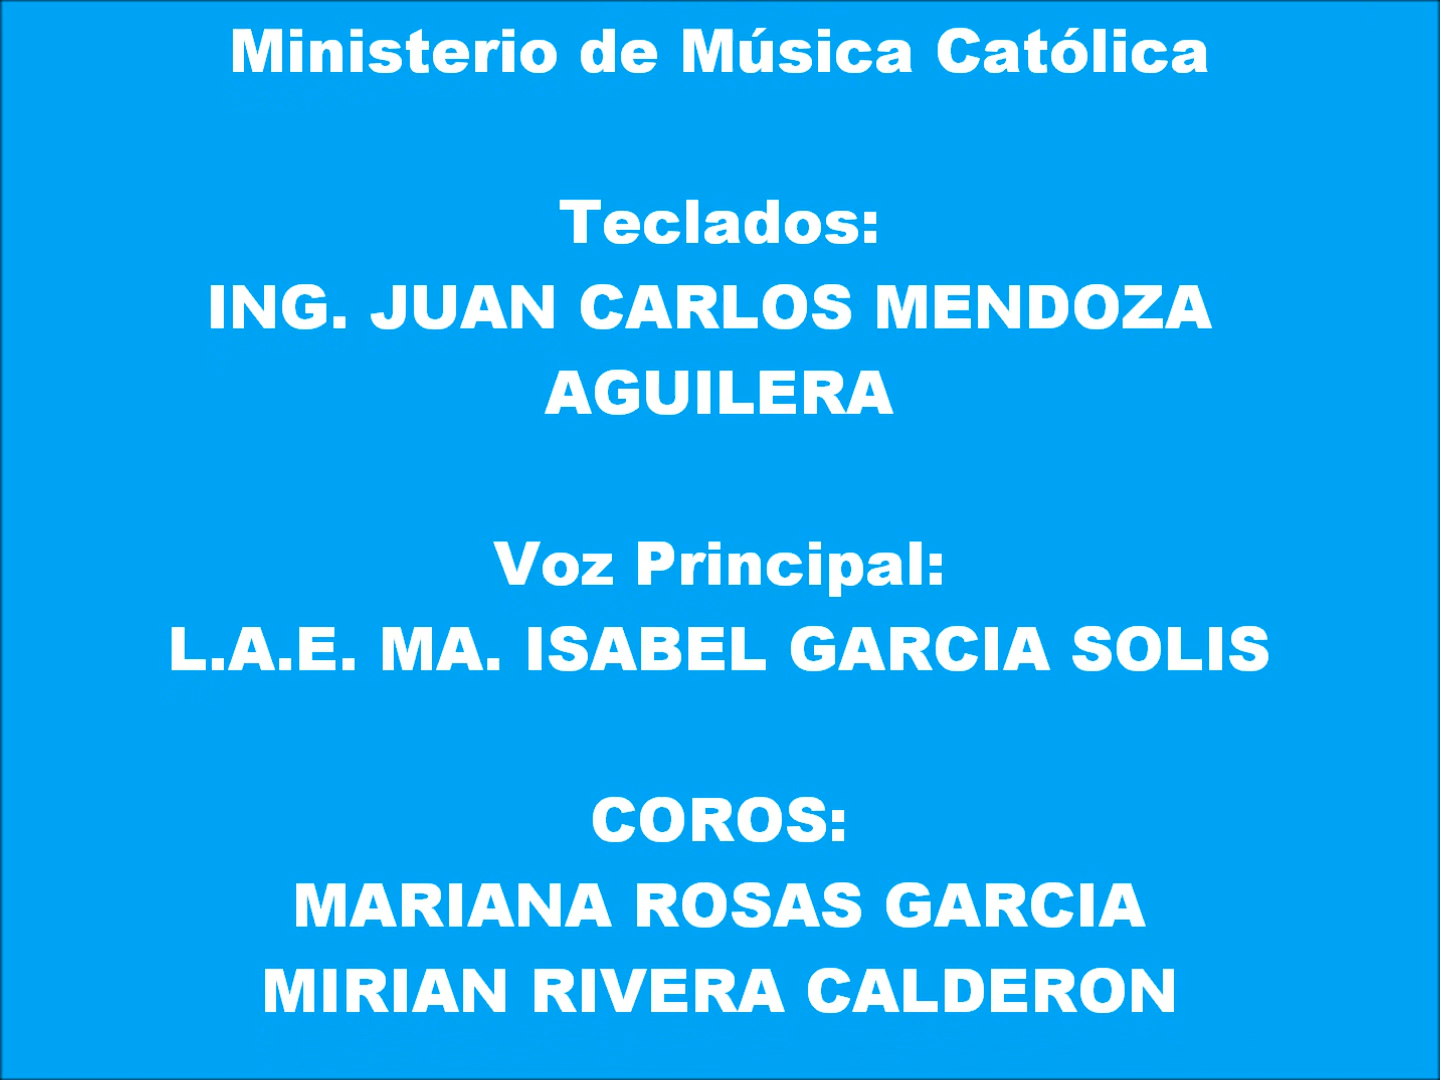 Ministerio de Música Católica
Teclados:
ING. JUAN CARLOS MENDOZA
AGUILERA
Voz Principal:
L.A.E. MA. ISABEL GARCIA SOLIS
COROS:
MARIANA ROSAS GARCIA
MIRIAN RIVERA CALDERON